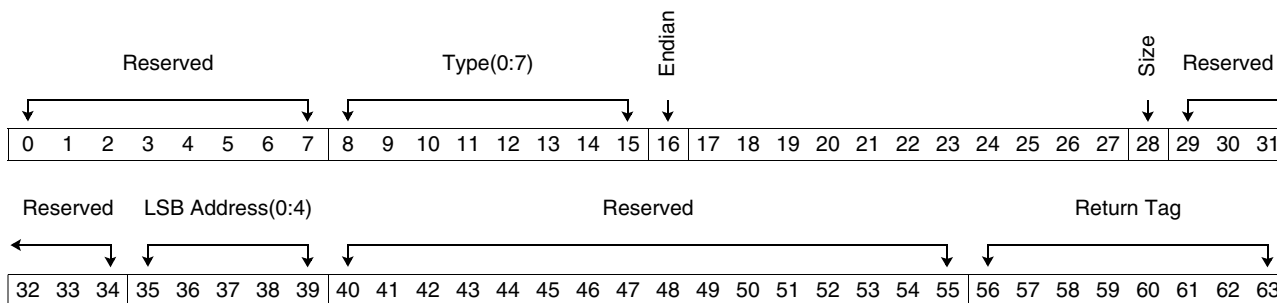 Reserved Type(0:7) Endian Size Reserved
0 1 2 3 4 5 6 7 8 9 10 11 12 13 14 15 16 17 18 19 20 21 22 23 24 25 26 27 28 29 30 31
Reserved LSB Address(0:4) Reserved Return Tag
32 33 34 35 36 37 38 39 40 41 42 43 44 45 46 47 48 49 50 51 52 53 54 55 56 57 58 59 60 61 62 63